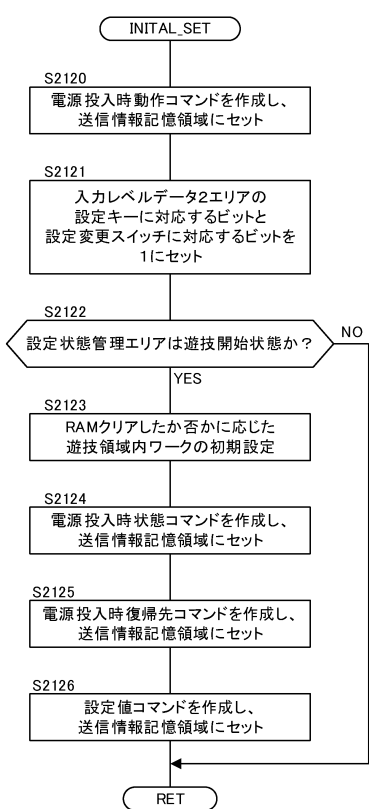 INITAL_SET
S2120
電源投入時動作コマンドを作成し、
送信情報記憶領域にセット
S2121
入力レベルデータ2エリアの
設定キーに対応するビットと
設定変更スイッチに対応するビットを
1にセット
S2122
設定状態管理エリアは遊技開始状態か?
NO
YES
S2123
RAMクリアしたか否かに応じた
遊技領域内ワークの初期設定
S2124
電源投入時状態コマンドを作成し、
送信情報記憶領域にセット
S2125
電源投入時復帰先コマンドを作成し、
送信情報記憶領域にセット
S2126
設定値コマンドを作成し、
送信情報記憶領域にセット
RET